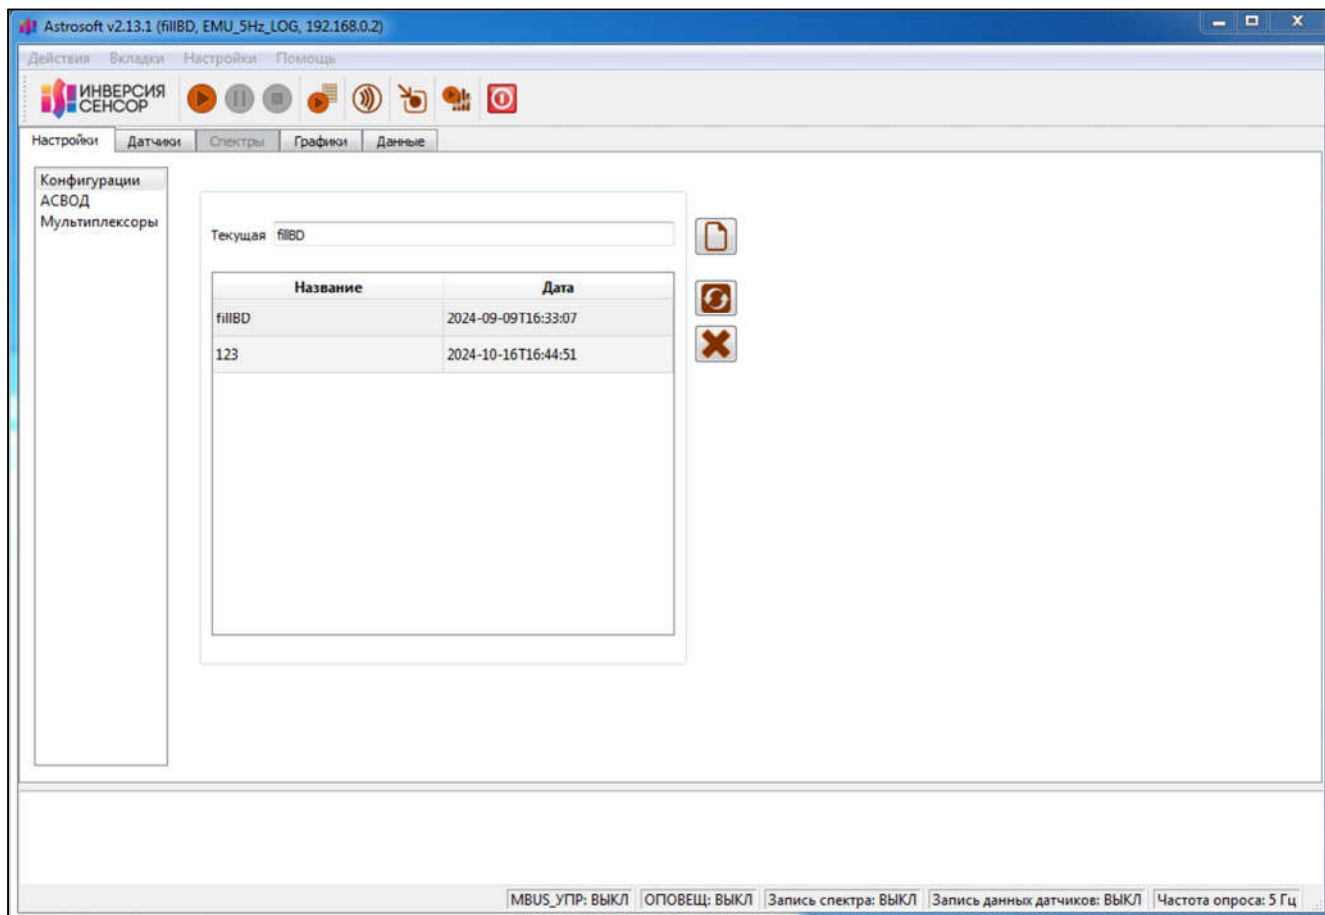 Astrosoft v2.13.1 (fillBD, EMU_5Hz_LOG, 192.168.0.2)
Действия Вкладки Настройки Помощь
ИНВЕРСИЯ
СЕНСОР
Настройки Датчики Спектры Графики Данные
Конфигурации
АСВОД
Мультиплексоры
Текущая fillBD
Название Дата
fillBD 2024-09-09T16:33:07
123 2024-10-16T16:44:51
MBUS_УПР: ВЫКЛ ОПОВЕЩ: ВЫКЛ Запись спектра: ВЫКЛ Запись данных датчиков: ВЫКЛ Частота опроса: 5 Гц